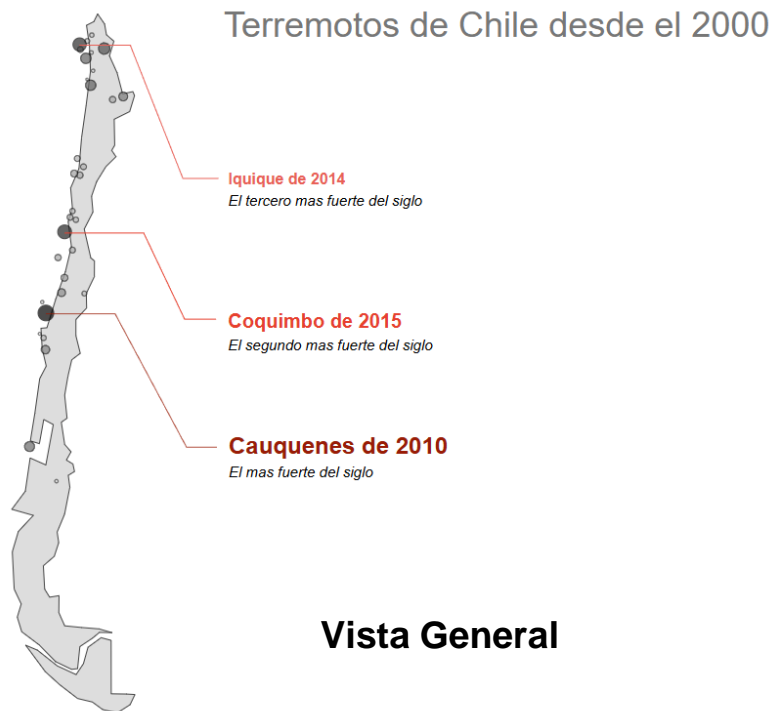 Terremotos de Chile desde el 2000
Iquique de 2014
El tercero mas fuerte del siglo
Coquimbo de 2015
El segundo mas fuerte del siglo
Cauquenes de 2010
El mas fuerte del siglo
Vista General